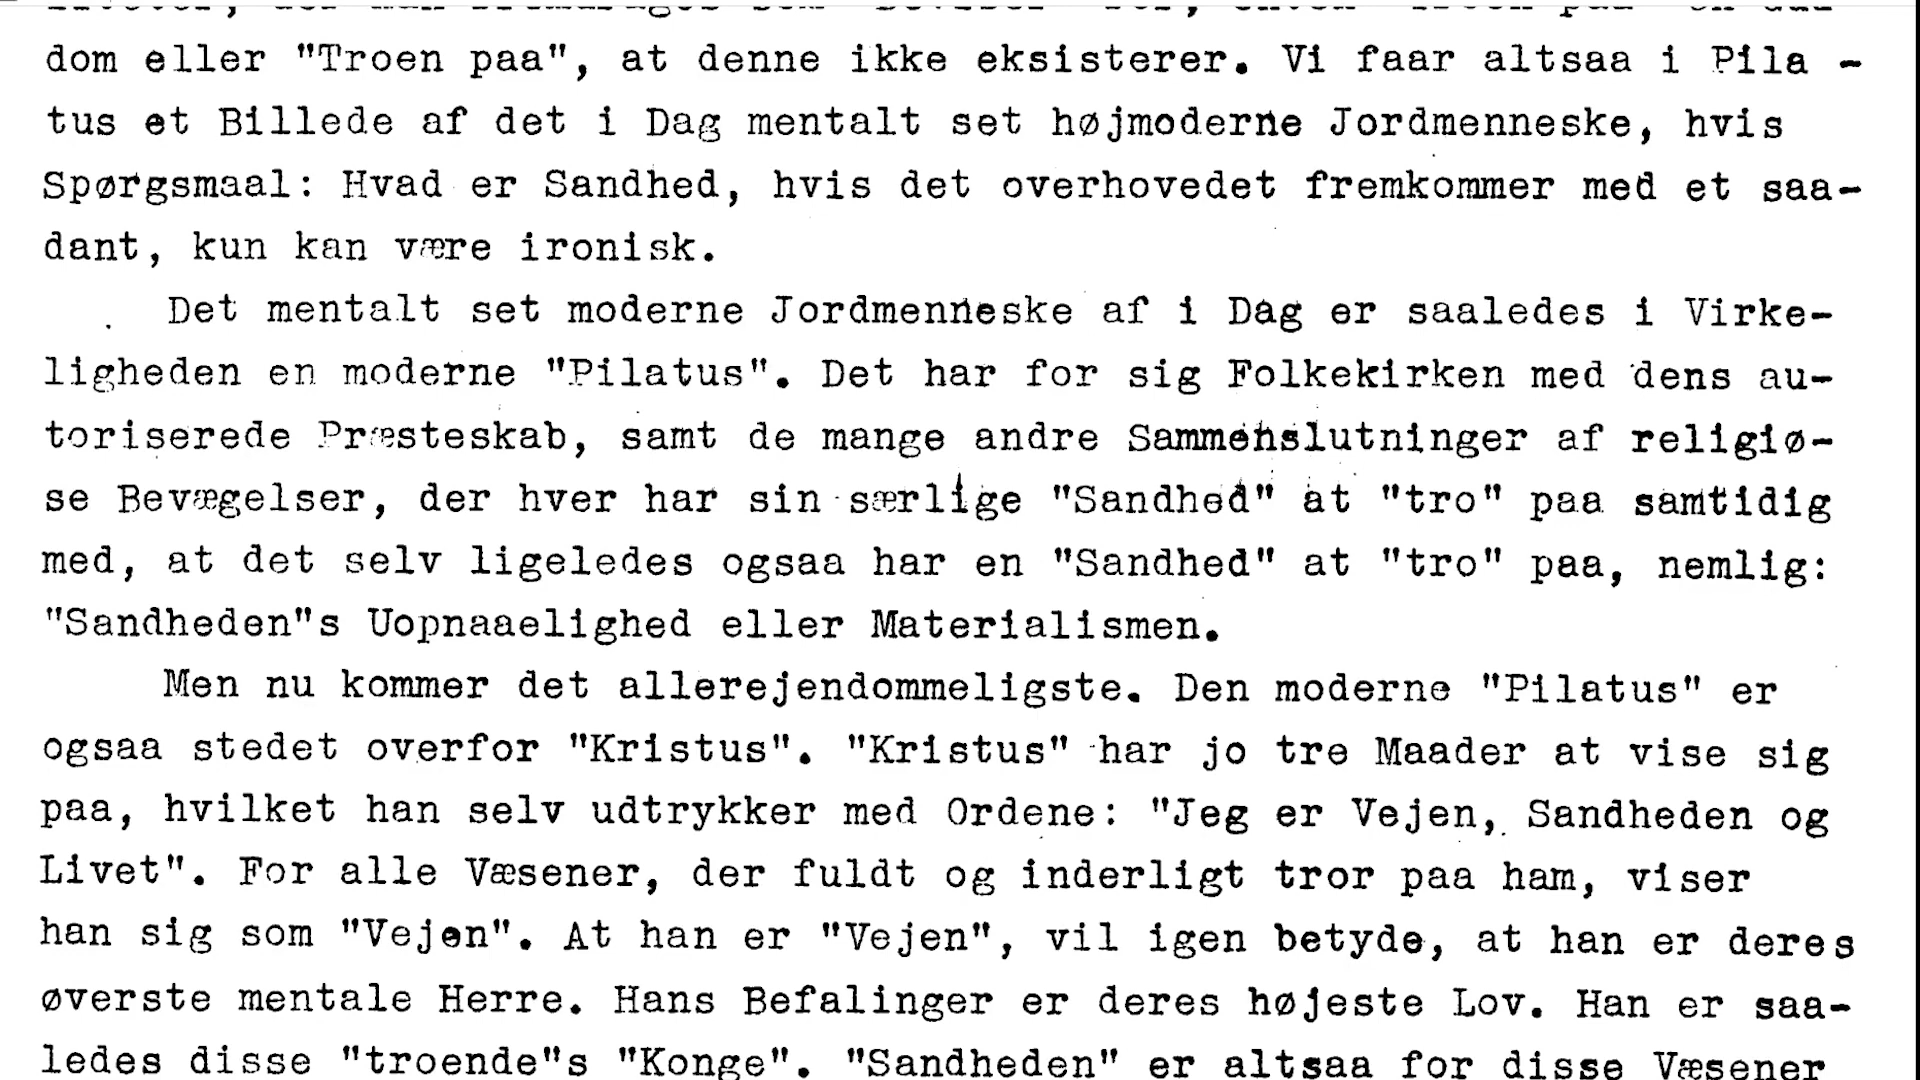 dom eller "Troen paa", at denne ikke eksisterer. Vi faar altsaa i Pila -
tus et Billede af det i Dag mentalt set højmoderne Jordmenneske, hvis
Spørgsmaal: Hvad er Sandhed, hvis det overhovedet fremkommer med et saa-
dant, kun kan være ironisk.
Det mentalt set moderne Jordmenneske af i Dag er saaledes i Virke-
ligheden en moderne "Pilatus". Det har for sig Folkekirken med dens au-
toriserede Præsteskab, samt de mange andre Sammenslutninger af religiø-
se Bevægelser, der hver har sin særlige "Sandhed" at "tro" paa samtidig
med, at det selv ligeledes ogsaa har en "Sandhed" at "tro" paa, nemlig:
"Sandheden"s Uopnaaelighed eller Materialismen.
Men nu kommer det allerejendommeligste. Den moderne "Pilatus" er
ogsaa stedet overfor "Kristus". "Kristus" har jo tre Maader at vise sig
paa, hvilket han selv udtrykker med Ordene: "Jeg er Vejen, Sandheden og
Livet". For alle Væsener, der fuldt og inderligt tror paa ham, viser
han sig som "Vejen". At han er "Vejen", vil igen betyde, at han er deres
øverste mentale Herre. Hans Befalinger er deres højeste Lov. Han er saa-
ledes disse "troende"s "Konge". "Sandheden" er altsaa for disse Væsener